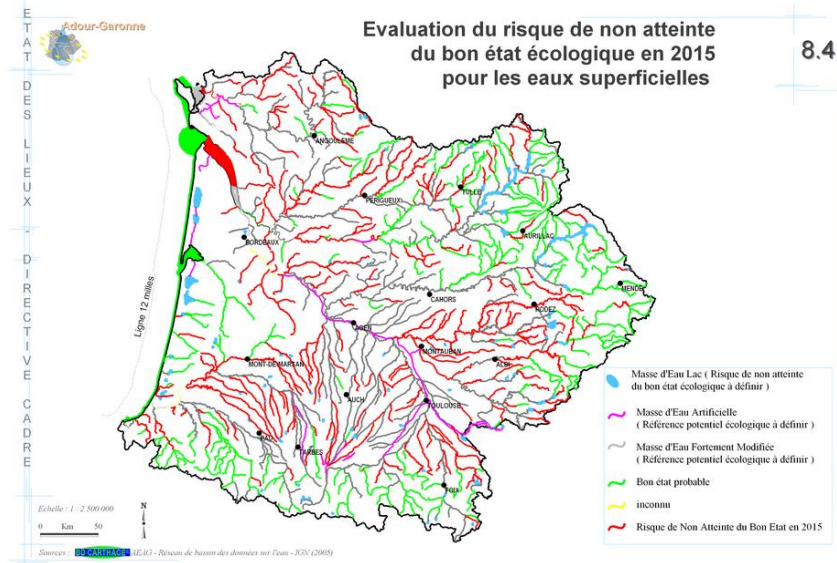 ETAT DES LIEUX - DIRECTIVE CADRE
Adour-Garonne
Evaluation du risque de non atteinte
du bon état écologique en 2015
pour les eaux superficielles
8.4
Ligne 12 milles
ANGOULEME
PERIGUEUX
TULLE
BORDEAUX
AURILLAC
MENDE
CAHORS
RODEZ
AGEN
MONTAUBAN
ALBI
MONT-DE-MARSAN
AUCH
TOULOUSE
PAU
TARBES
FOIX
Masse d'Eau Lac ( Risque de non atteinte
du bon état écologique à définir )
Masse d'Eau Artificielle
( Référence potentiel écologique à définir )
Masse d'Eau Fortement Modifiée
( Référence potentiel écologique à définir )
Bon état probable
inconnu
Risque de Non Atteinte du Bon Etat en 2015
Echelle : 1 / 2 500 000
N
0 Km 50
Sources : BD CARTHAGE AEAG - Réseau de bassin des données sur l'eau - IGN (2005)